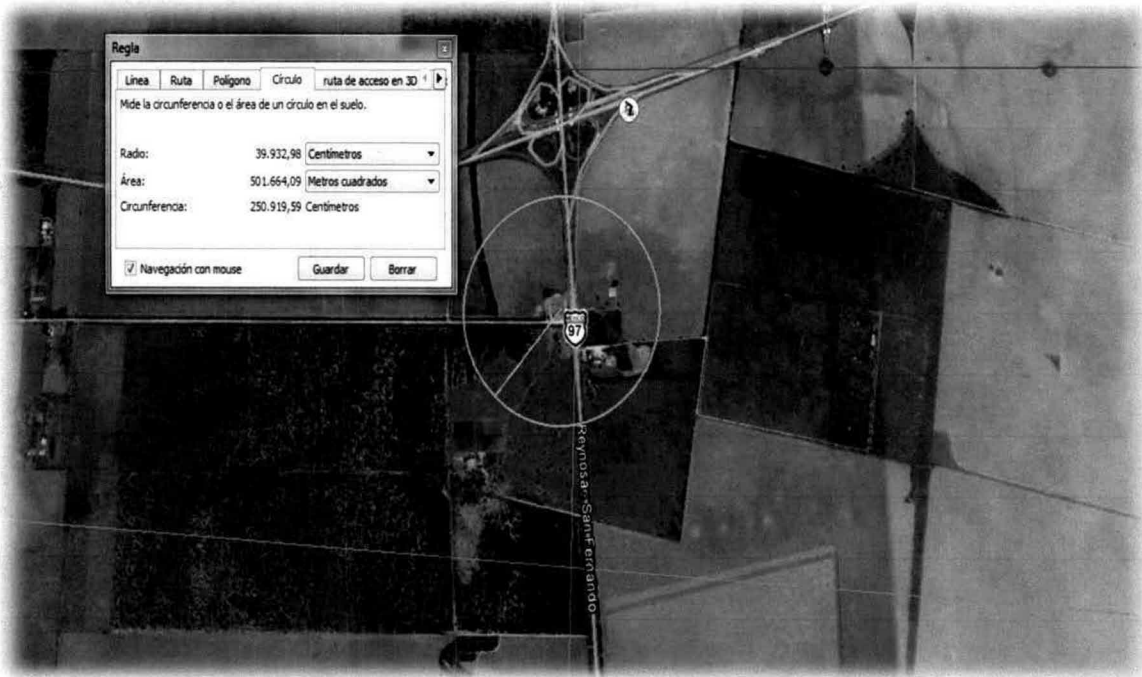 Regla
Línea Ruta Polígono Círculo ruta de acceso en 3D
Mide la circunferencia o el área de un círculo en el suelo.
Radio: 39.932,98 Centímetros
Área: 501.664,09 Metros cuadrados
Circunferencia: 250.919,59 Centímetros
Navegación con mouse Guardar Borrar
97
Reynosa-San Fernando